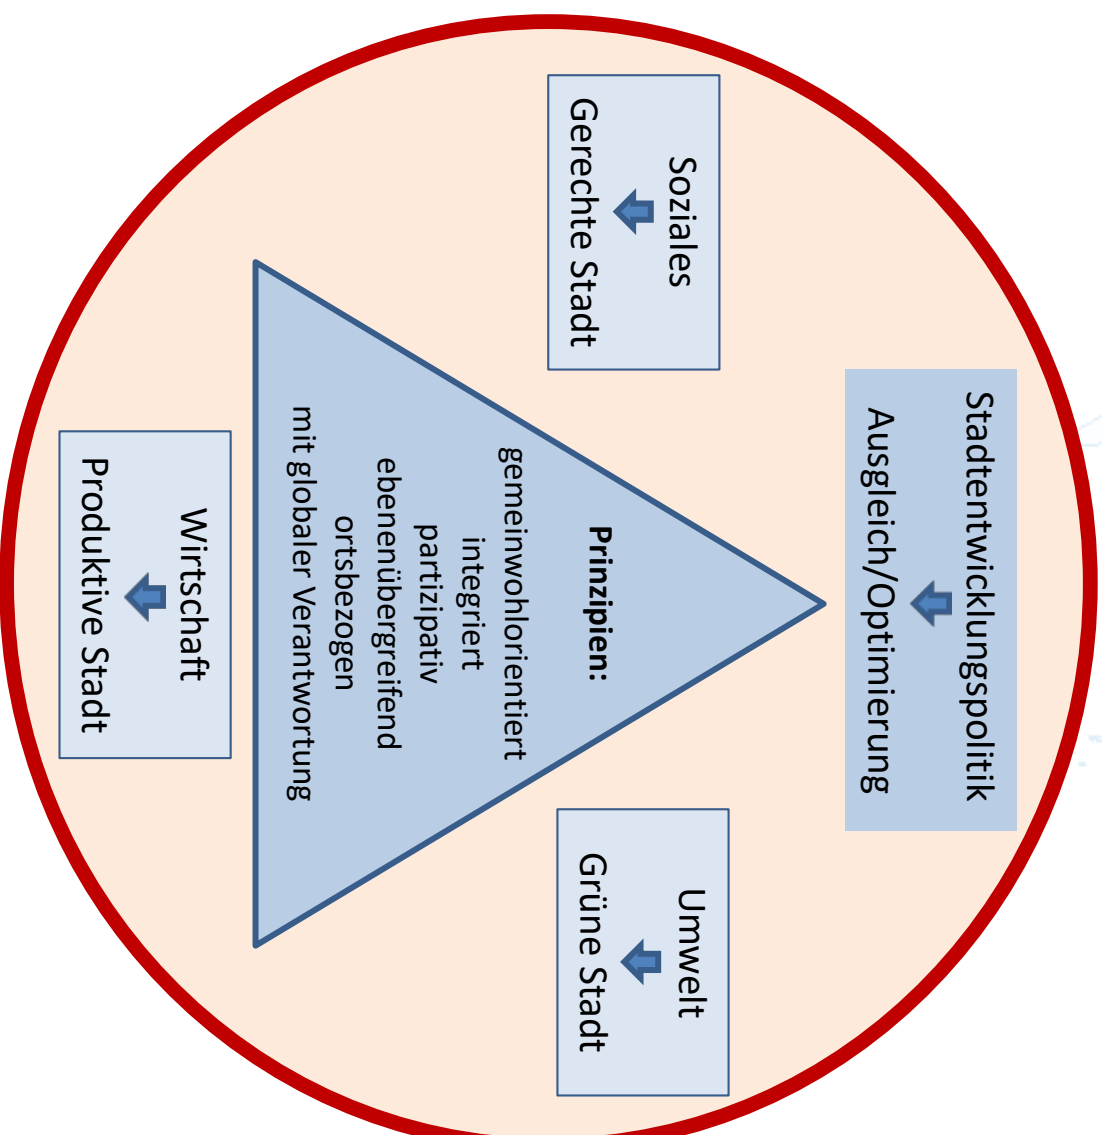 Stadtentwicklungspolitik
Ausgleich/Optimierung
Soziales
Gerechte Stadt
Umwelt
Grüne Stadt
Prinzipien:
gemeinwohlorientiert
integriert
partizipativ
ebenenübergreifend
ortsbezogen
mit globaler Verantwortung
Wirtschaft
Produktive Stadt